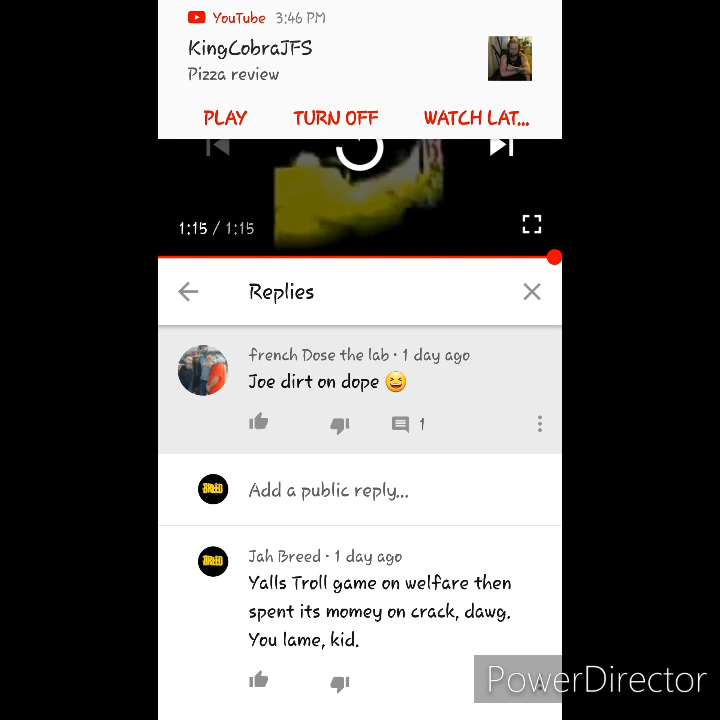 YouTube 3:46 PM
KingCobraJFS
Pizza review
PLAY TURN OFF WATCH LAT...
1:15 / 1:15
Replies
french Dose the lab • 1 day ago
Joe dirt on dope 😆
1
BREED Add a public reply...
BREED Jah Breed • 1 day ago
Yalls Troll game on welfare then
spent its momey on crack, dawg.
You lame, kid.
PowerDirector